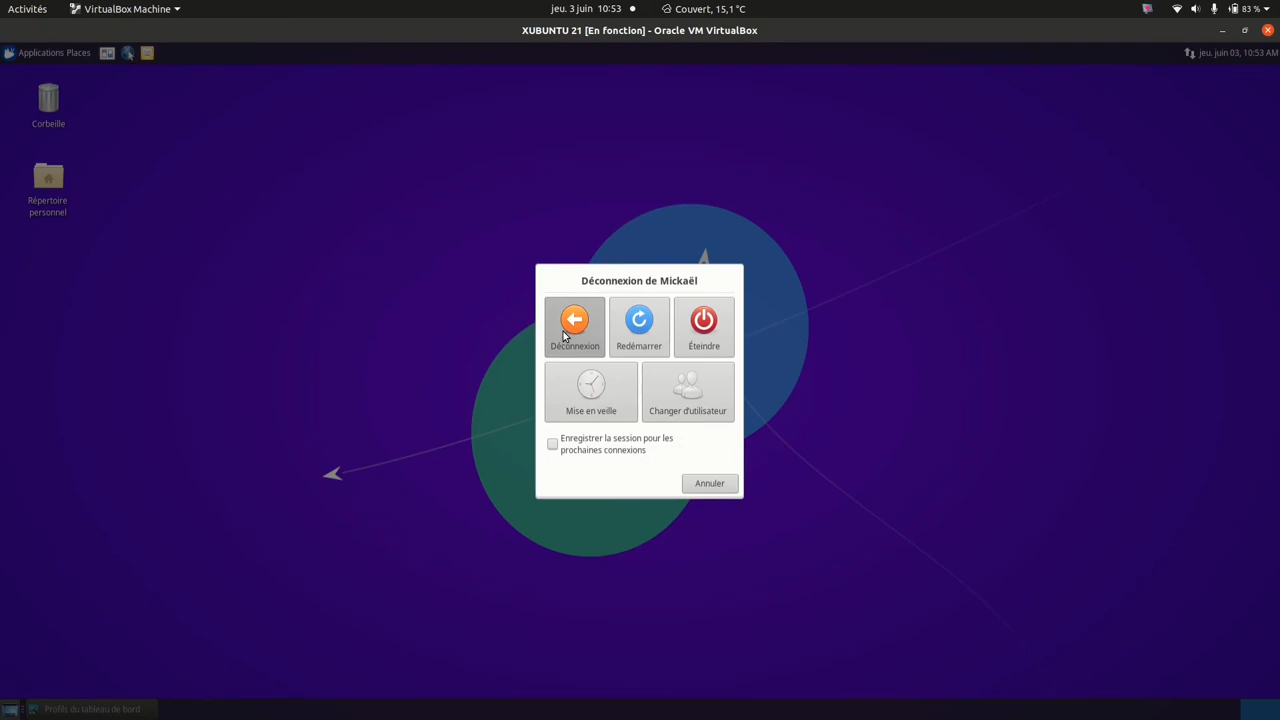 Activités VirtualBox Machine jeu. 3 juin 10:53 Couvert, 15,1 °C 83 %
XUBUNTU 21 [En fonction] - Oracle VM VirtualBox
Applications Places jeu. juin 03, 10:53 AM
Corbeille
Répertoire
personnel
Déconnexion de Mickaël
Déconnexion Redémarrer Éteindre
Mise en veille Changer d'utilisateur
Enregistrer la session pour les
prochaines connexions
Annuler
Profils du tableau de bord